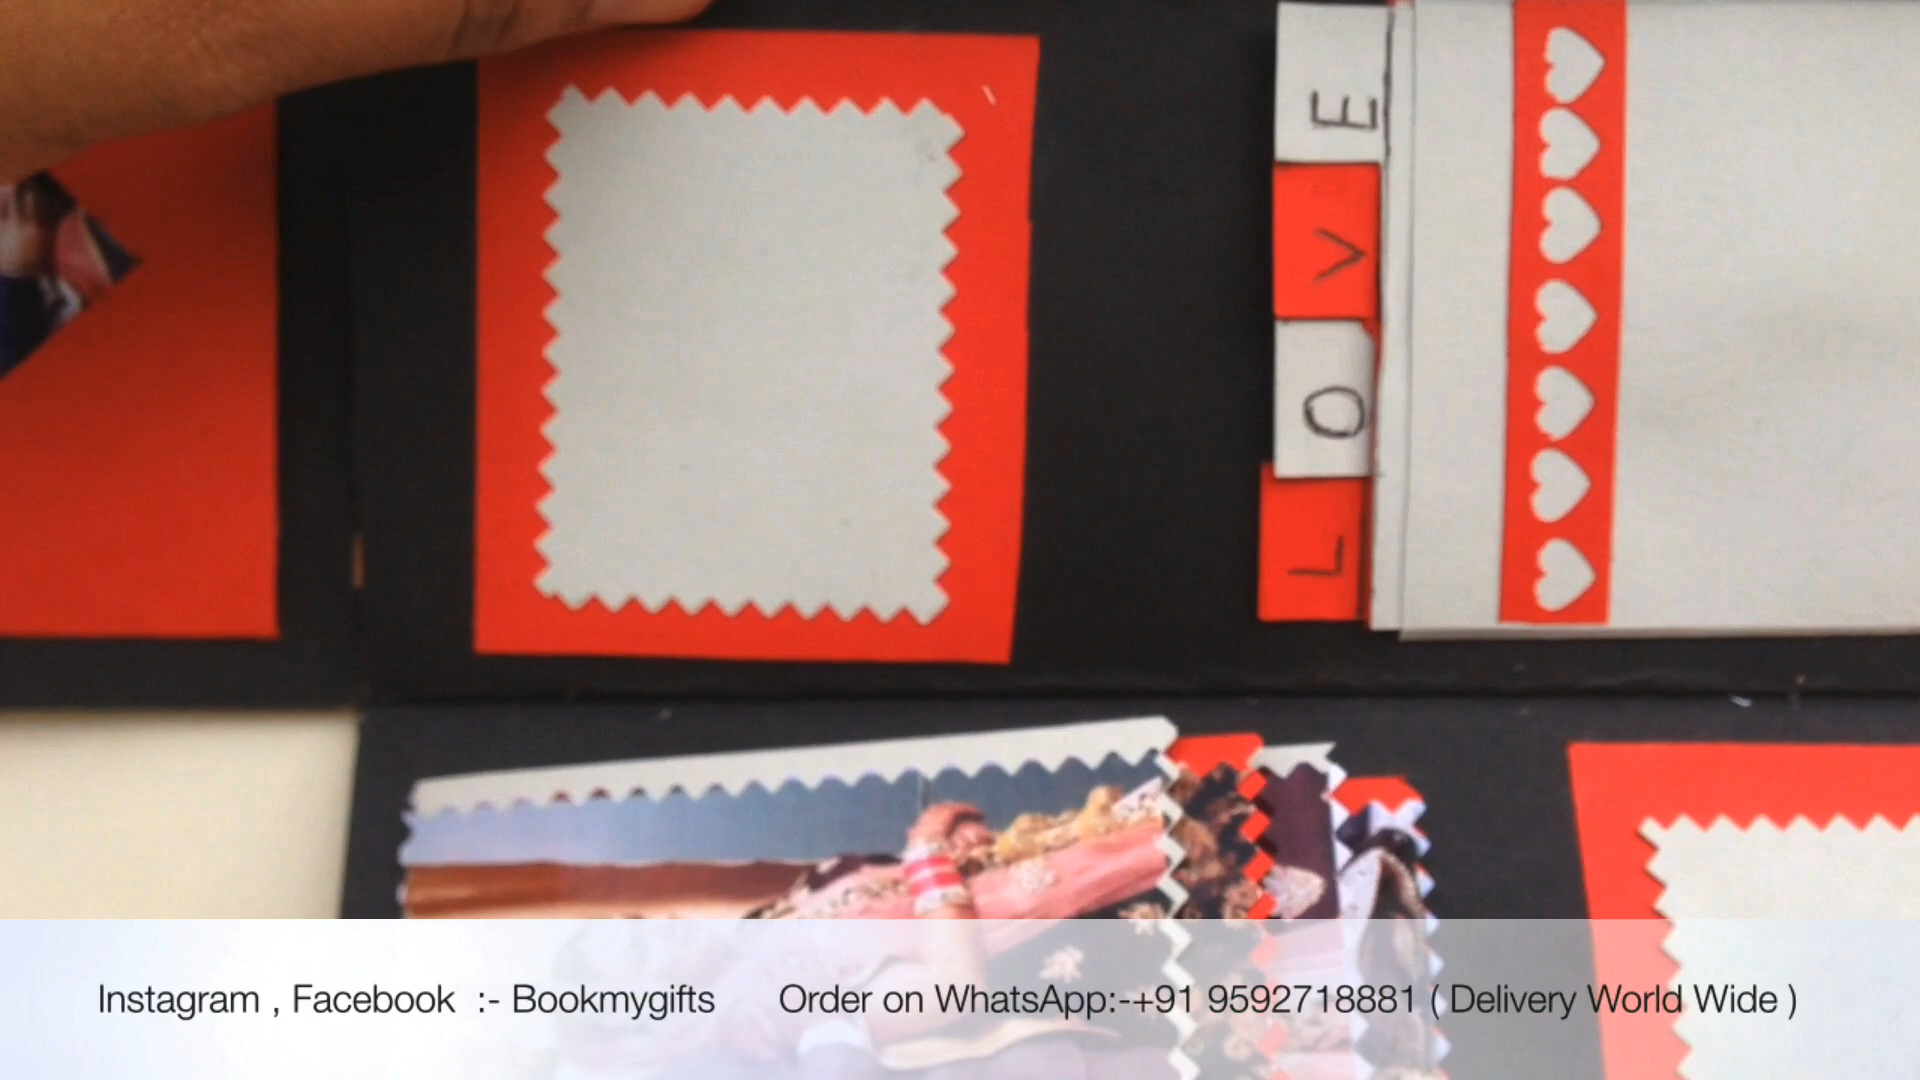 LOVE
Instagram , Facebook :- Bookmygifts Order on WhatsApp:-+91 9592718881 ( Delivery World Wide )